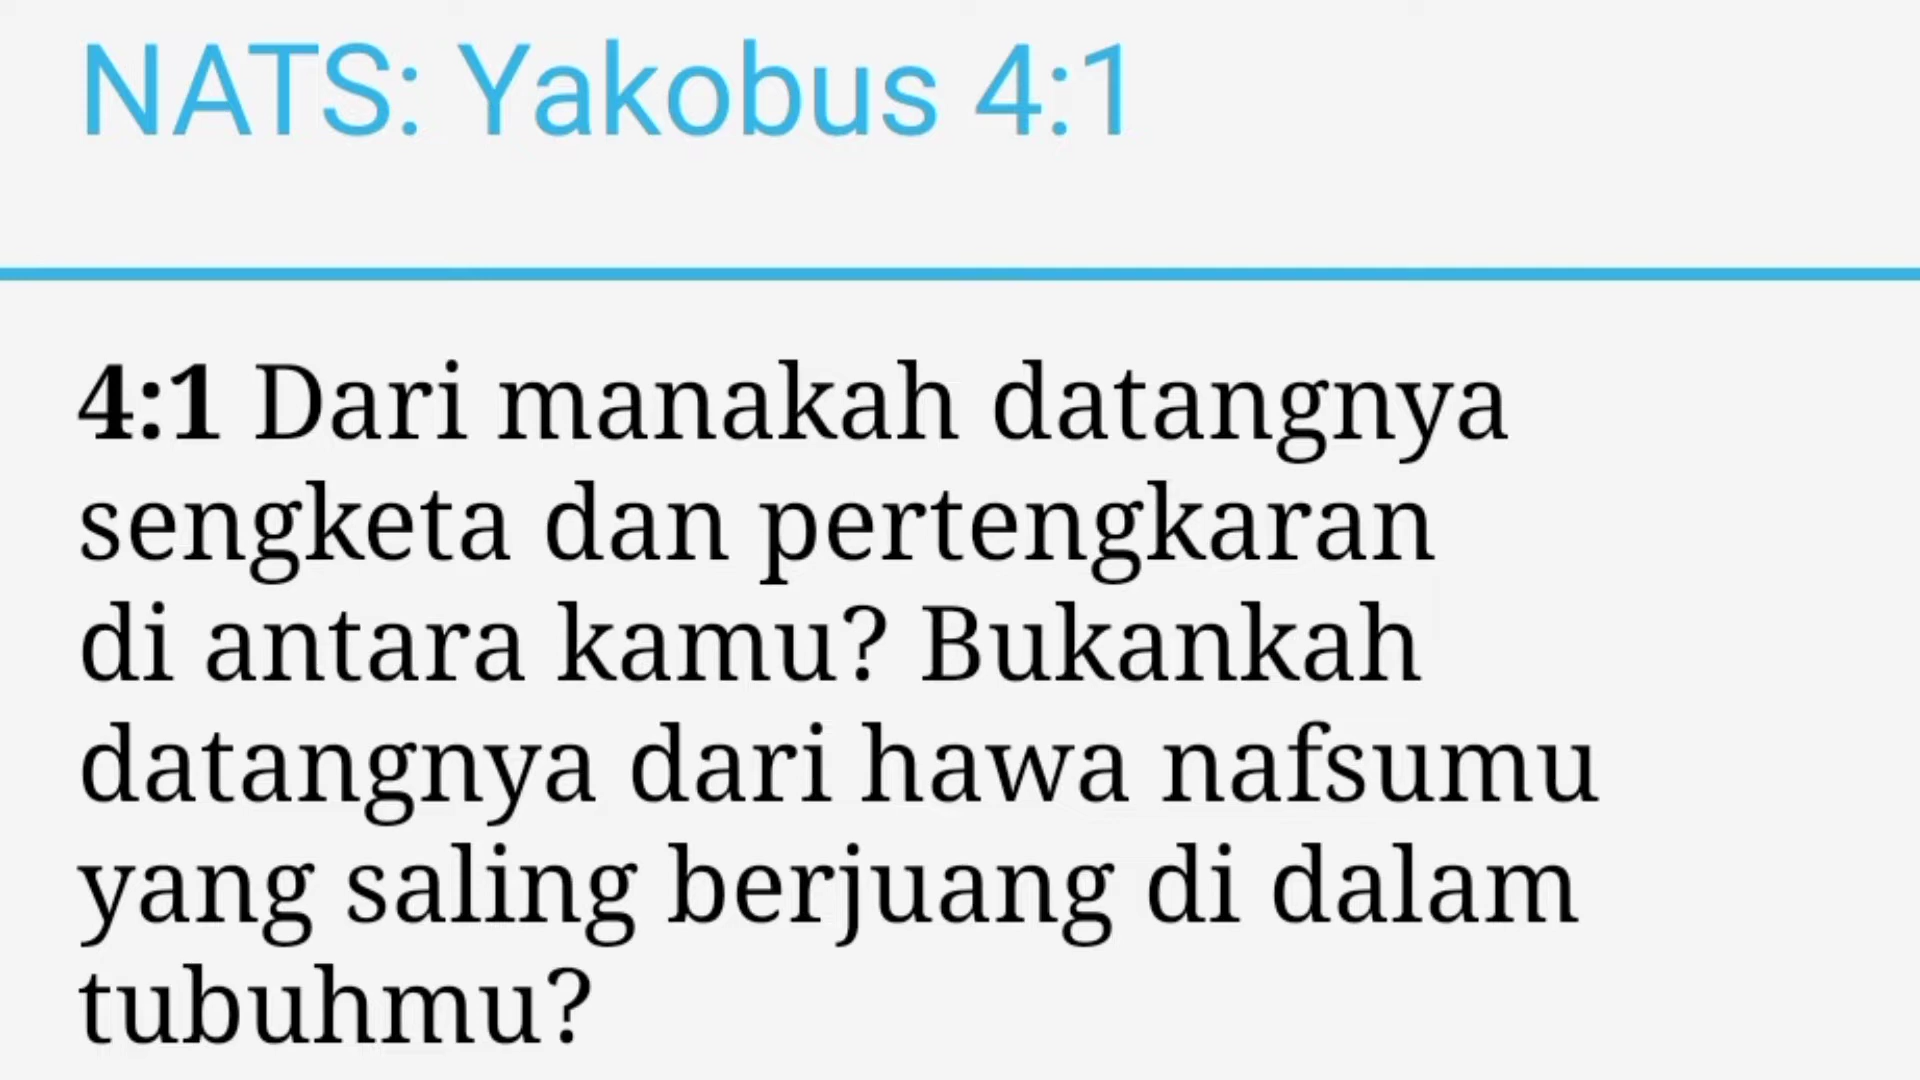 NATS: Yakobus 4:1
4:1 Dari manakah datangnya
sengketa dan pertengkaran
di antara kamu? Bukankah
datangnya dari hawa nafsumu
yang saling berjuang di dalam
tubuhmu?